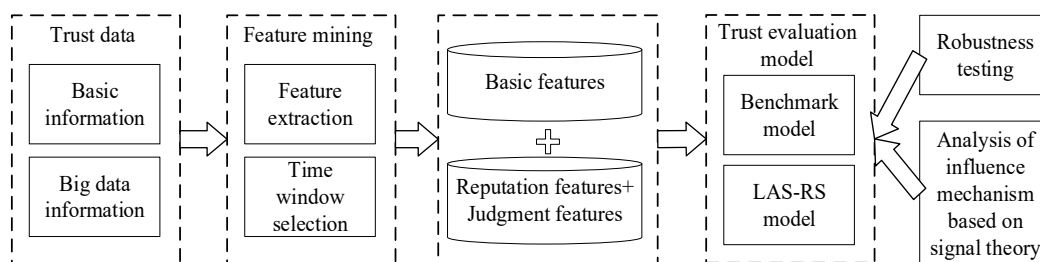 Trust data
Basic
information
Big data
information
Feature mining
Feature
extraction
Time
window
selection
Basic features
Reputation features+
Judgment features
Trust evaluation
model
Benchmark
model
LAS-RS
model
Robustness
testing
Analysis of
influence
mechanism
based on
signal theory